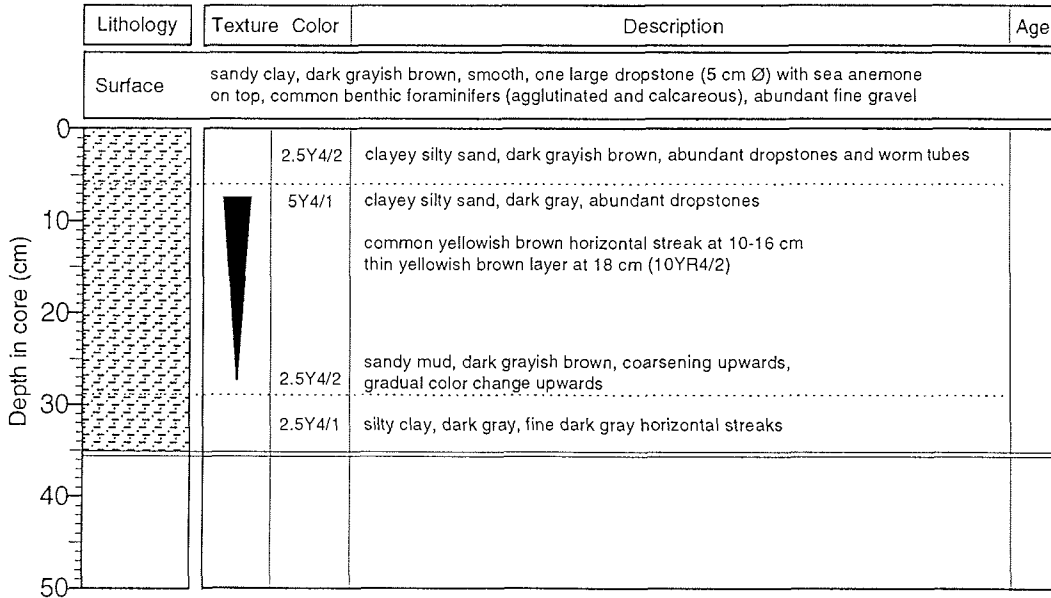 Lithology Texture Color Description Age
Surface
sandy clay, dark grayish brown, smooth, one large dropstone (5 cm Ø) with sea anemone
on top, common benthic foraminifers (agglutinated and calcareous), abundant fine gravel
Depth in core (cm)
0
2.5Y4/2 clayey silty sand, dark grayish brown, abundant dropstones and worm tubes
5Y4/1 clayey silty sand, dark gray, abundant dropstones
10
common yellowish brown horizontal streak at 10-16 cm
thin yellowish brown layer at 18 cm (10YR4/2)
20
sandy mud, dark grayish brown, coarsening upwards,
2.5Y4/2 gradual color change upwards
30
2.5Y4/1 silty clay, dark gray, fine dark gray horizontal streaks
40
50